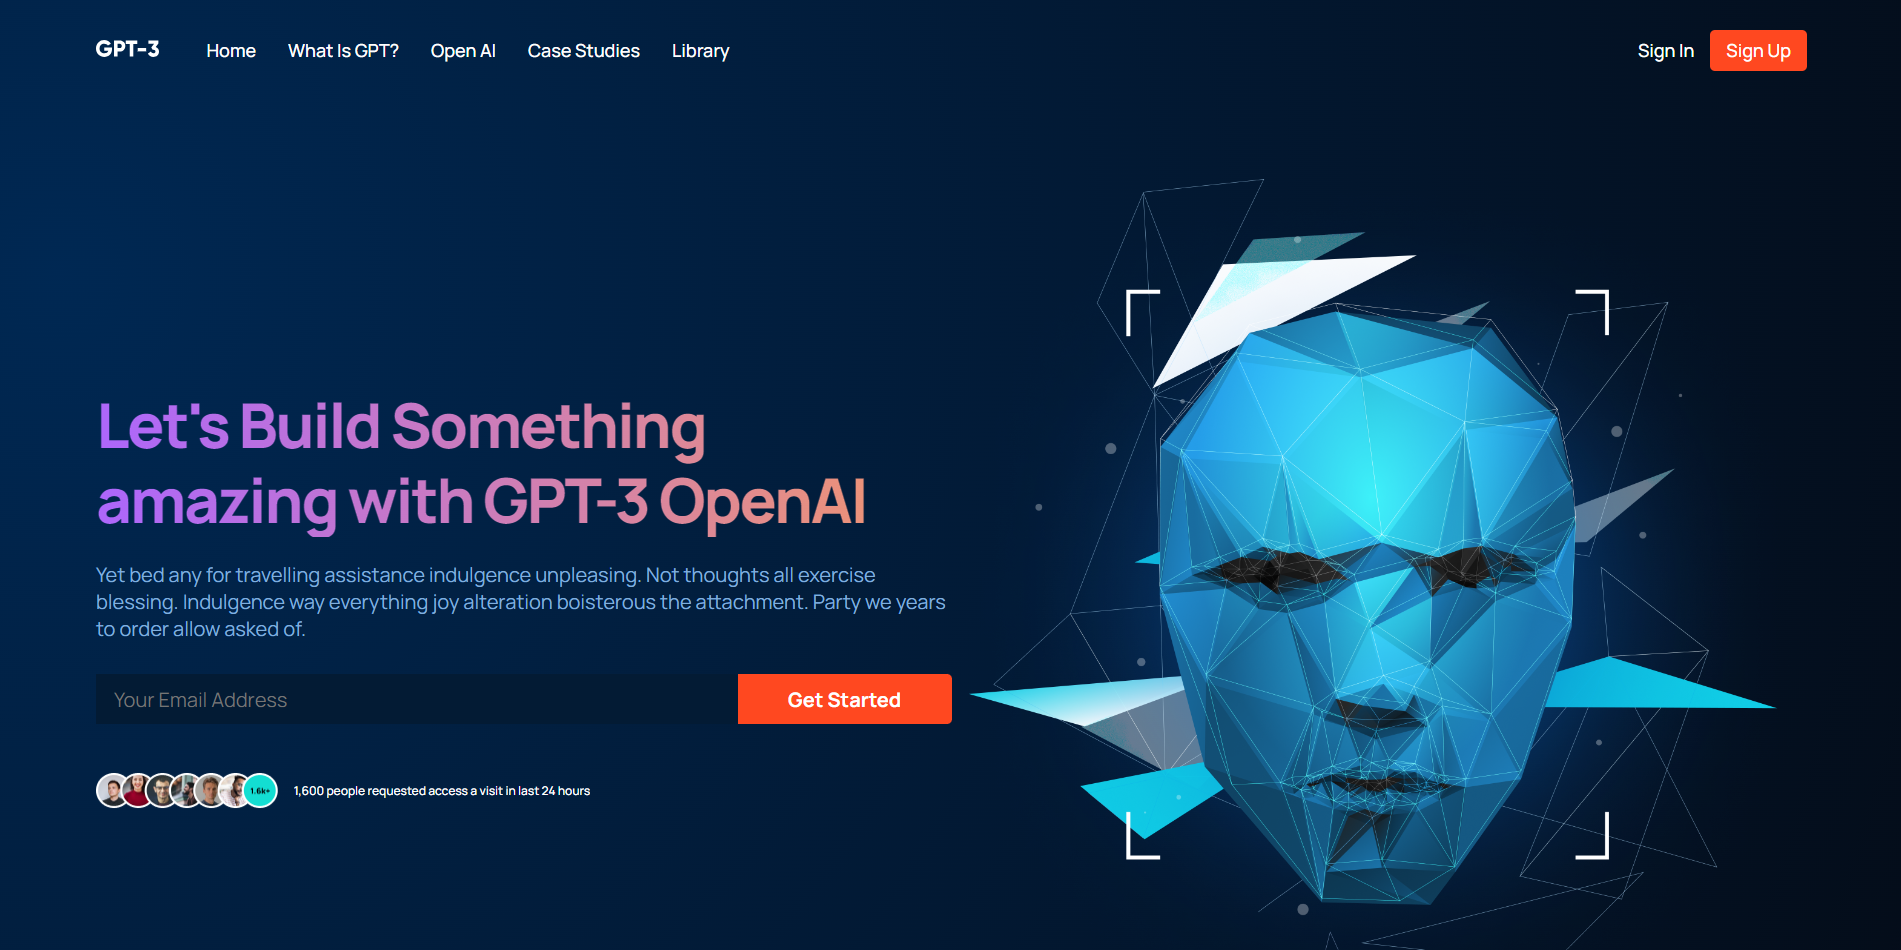 GPT-3 Home What Is GPT? Open AI Case Studies Library Sign In Sign Up
Let's Build Something
amazing with GPT-3 OpenAI
Yet bed any for travelling assistance indulgence unpleasing. Not thoughts all exercise
blessing. Indulgence way everything joy alteration boisterous the attachment. Party we years
to order allow asked of.
Your Email Address Get Started
1.6k+ 1,600 people requested access a visit in last 24 hours